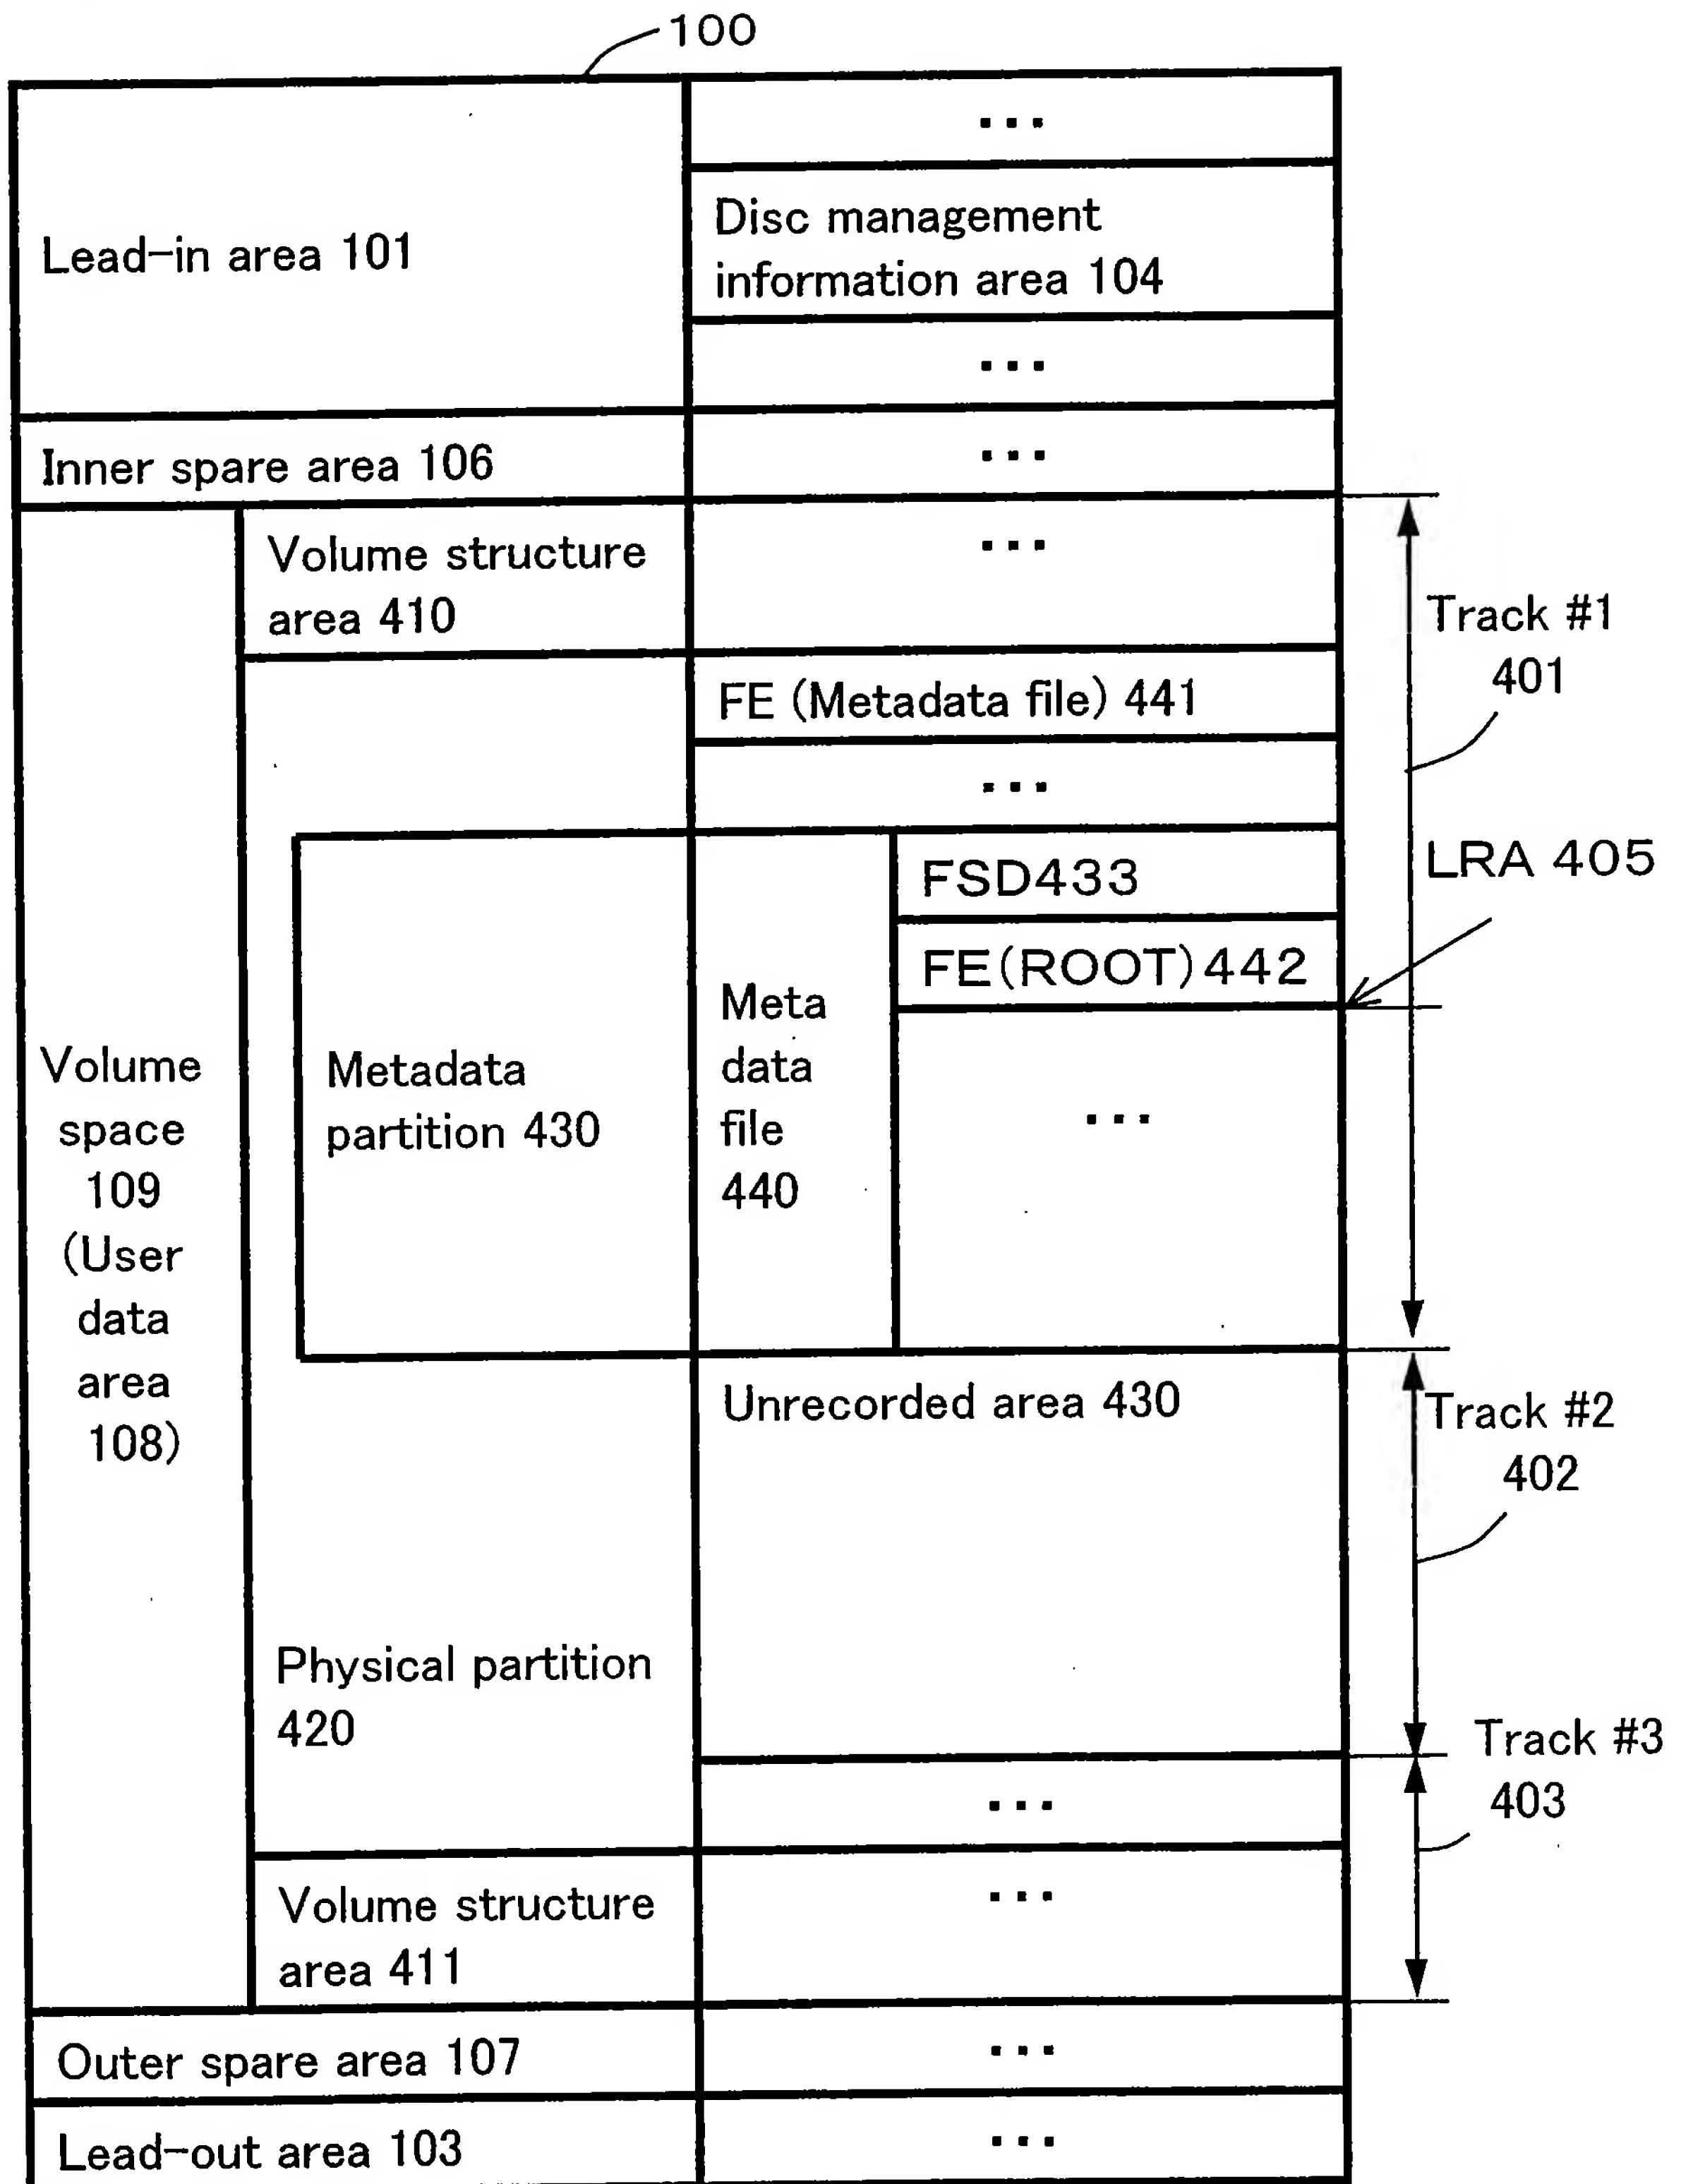 100
...
Lead-in area 101
Disc management
information area 104
...
Inner spare area 106
...
Volume structure
area 410
...
Track #1
401
FE (Metadata file) 441
...
LRA 405
FSD433
FE(ROOT)442
Metadata
partition 430
Meta
data
file
440
...
Volume
space
109
(User
data
area
108)
Unrecorded area 430
Track #2
402
Physical partition
420
Track #3
403
...
Volume structure
area 411
...
Outer spare area 107
...
Lead-out area 103
...